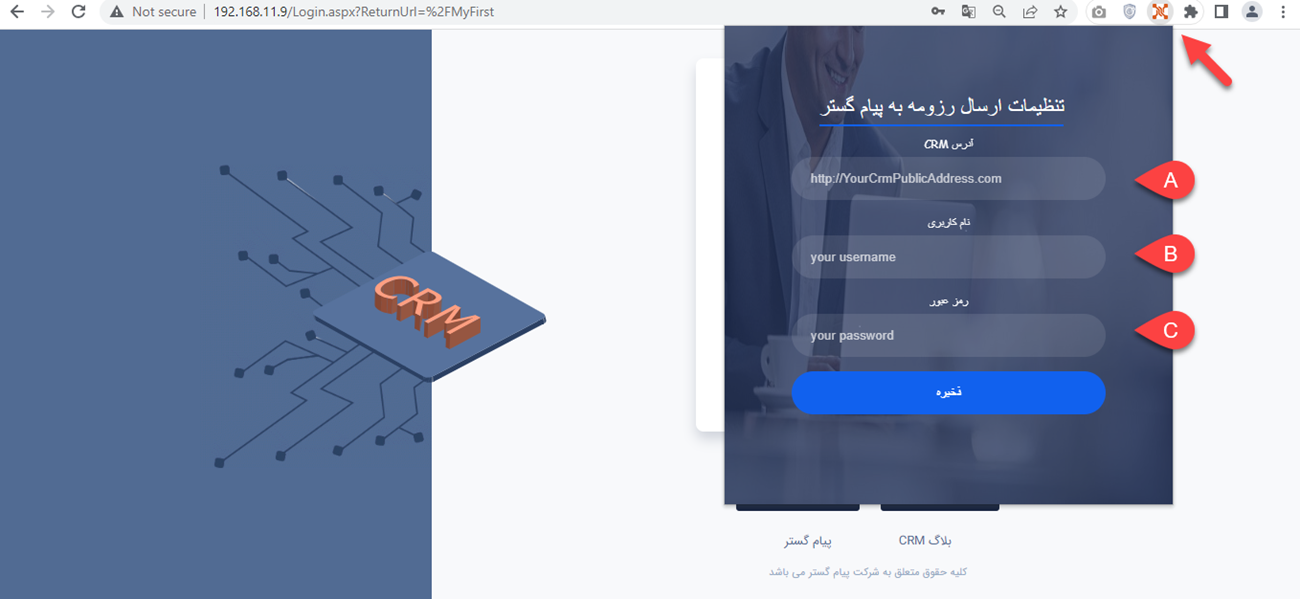 Not secure
192.168.11.9/Login.aspx?ReturnUrl=%2FMyFirst
CRM
تنظیمات ارسال رزومه به پیام گستر
آدرس CRM
http://YourCrmPublicAddress.com
A
نام کاربری
your username
B
رمز عبور
your password
C
ذخیره
بلاگ CRM
پیام گستر
کلیه حقوق متعلق به شرکت پیام گستر می باشد